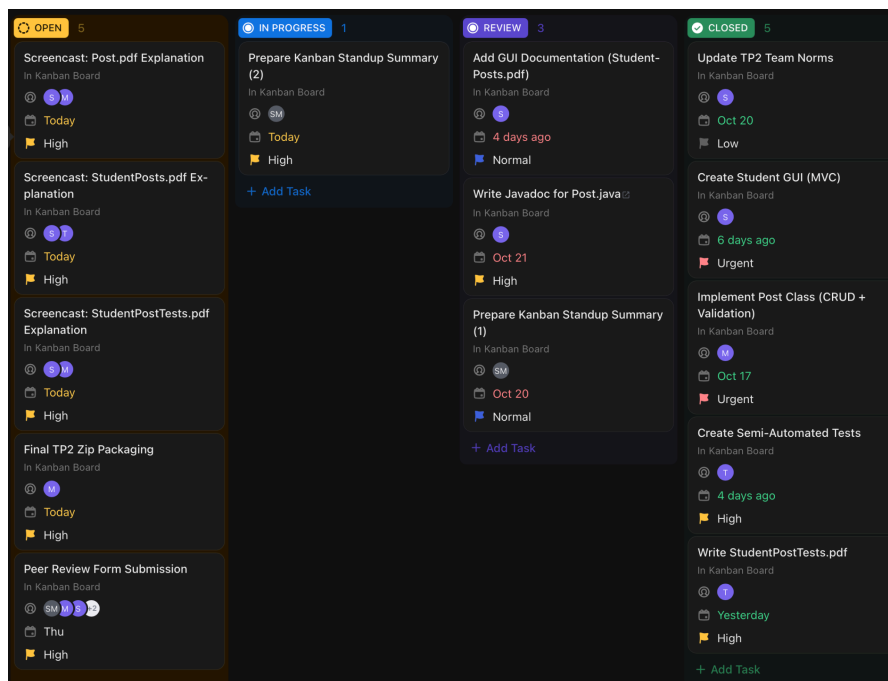 OPEN 5
Screencast: Post.pdf Explanation
In Kanban Board
S M
Today
High
Screencast: StudentPosts.pdf Ex-
planation
In Kanban Board
S T
Today
High
Screencast: StudentPostTests.pdf
Explanation
In Kanban Board
S M
Today
High
Final TP2 Zip Packaging
In Kanban Board
M
Today
High
Peer Review Form Submission
In Kanban Board
SM M S +2
Thu
High
IN PROGRESS 1
Prepare Kanban Standup Summary
(2)
In Kanban Board
SM
Today
High
+ Add Task
REVIEW 3
Add GUI Documentation (Student-
Posts.pdf)
In Kanban Board
S
4 days ago
Normal
Write Javadoc for Post.java
In Kanban Board
S
Oct 21
High
Prepare Kanban Standup Summary
(1)
In Kanban Board
SM
Oct 20
Normal
+ Add Task
CLOSED 5
Update TP2 Team Norms
In Kanban Board
S
Oct 20
Low
Create Student GUI (MVC)
In Kanban Board
S
6 days ago
Urgent
Implement Post Class (CRUD +
Validation)
In Kanban Board
M
Oct 17
Urgent
Create Semi-Automated Tests
In Kanban Board
T
4 days ago
High
Write StudentPostTests.pdf
In Kanban Board
T
Yesterday
High
+ Add Task